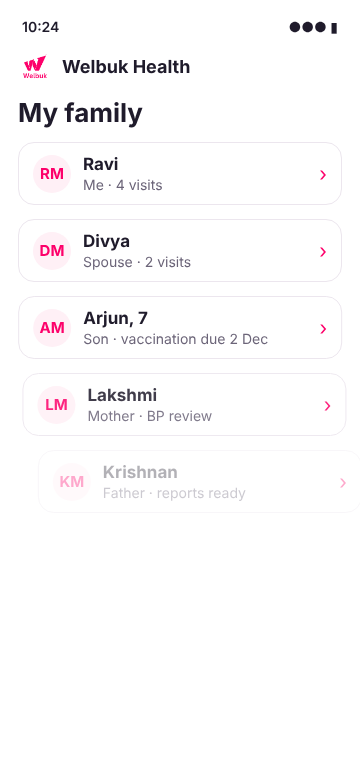 10:24
Welbuk
Welbuk Health
My family
RM
Ravi
Me · 4 visits
DM
Divya
Spouse · 2 visits
AM
Arjun, 7
Son · vaccination due 2 Dec
LM
Lakshmi
Mother · BP review
KM
Krishnan
Father · reports ready